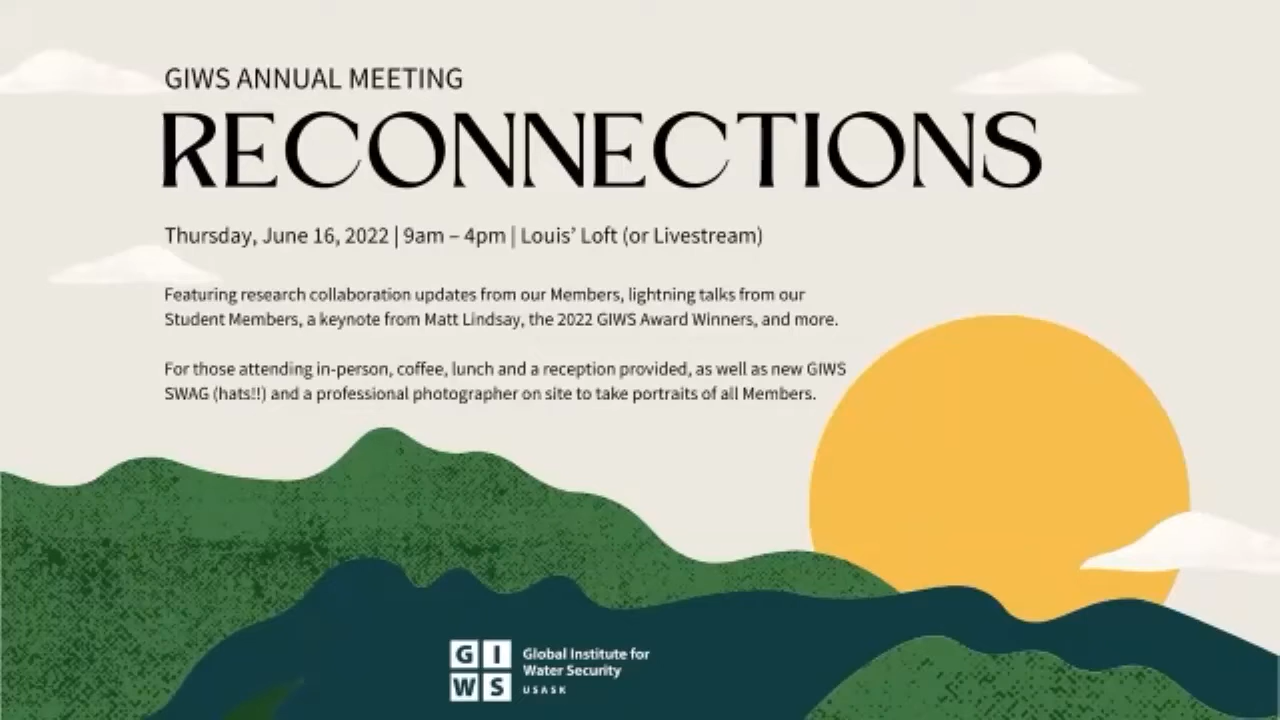 GIWS ANNUAL MEETING
RECONNECTIONS
Thursday, June 16, 2022 | 9am – 4pm | Louis’ Loft (or Livestream)
Featuring research collaboration updates from our Members, lightning talks from our
Student Members, a keynote from Matt Lindsay, the 2022 GIWS Award Winners, and more.
For those attending in-person, coffee, lunch and a reception provided, as well as new GIWS
SWAG (hats!!) and a professional photographer on site to take portraits of all Members.
G I
W S
Global Institute for
Water Security
USASK